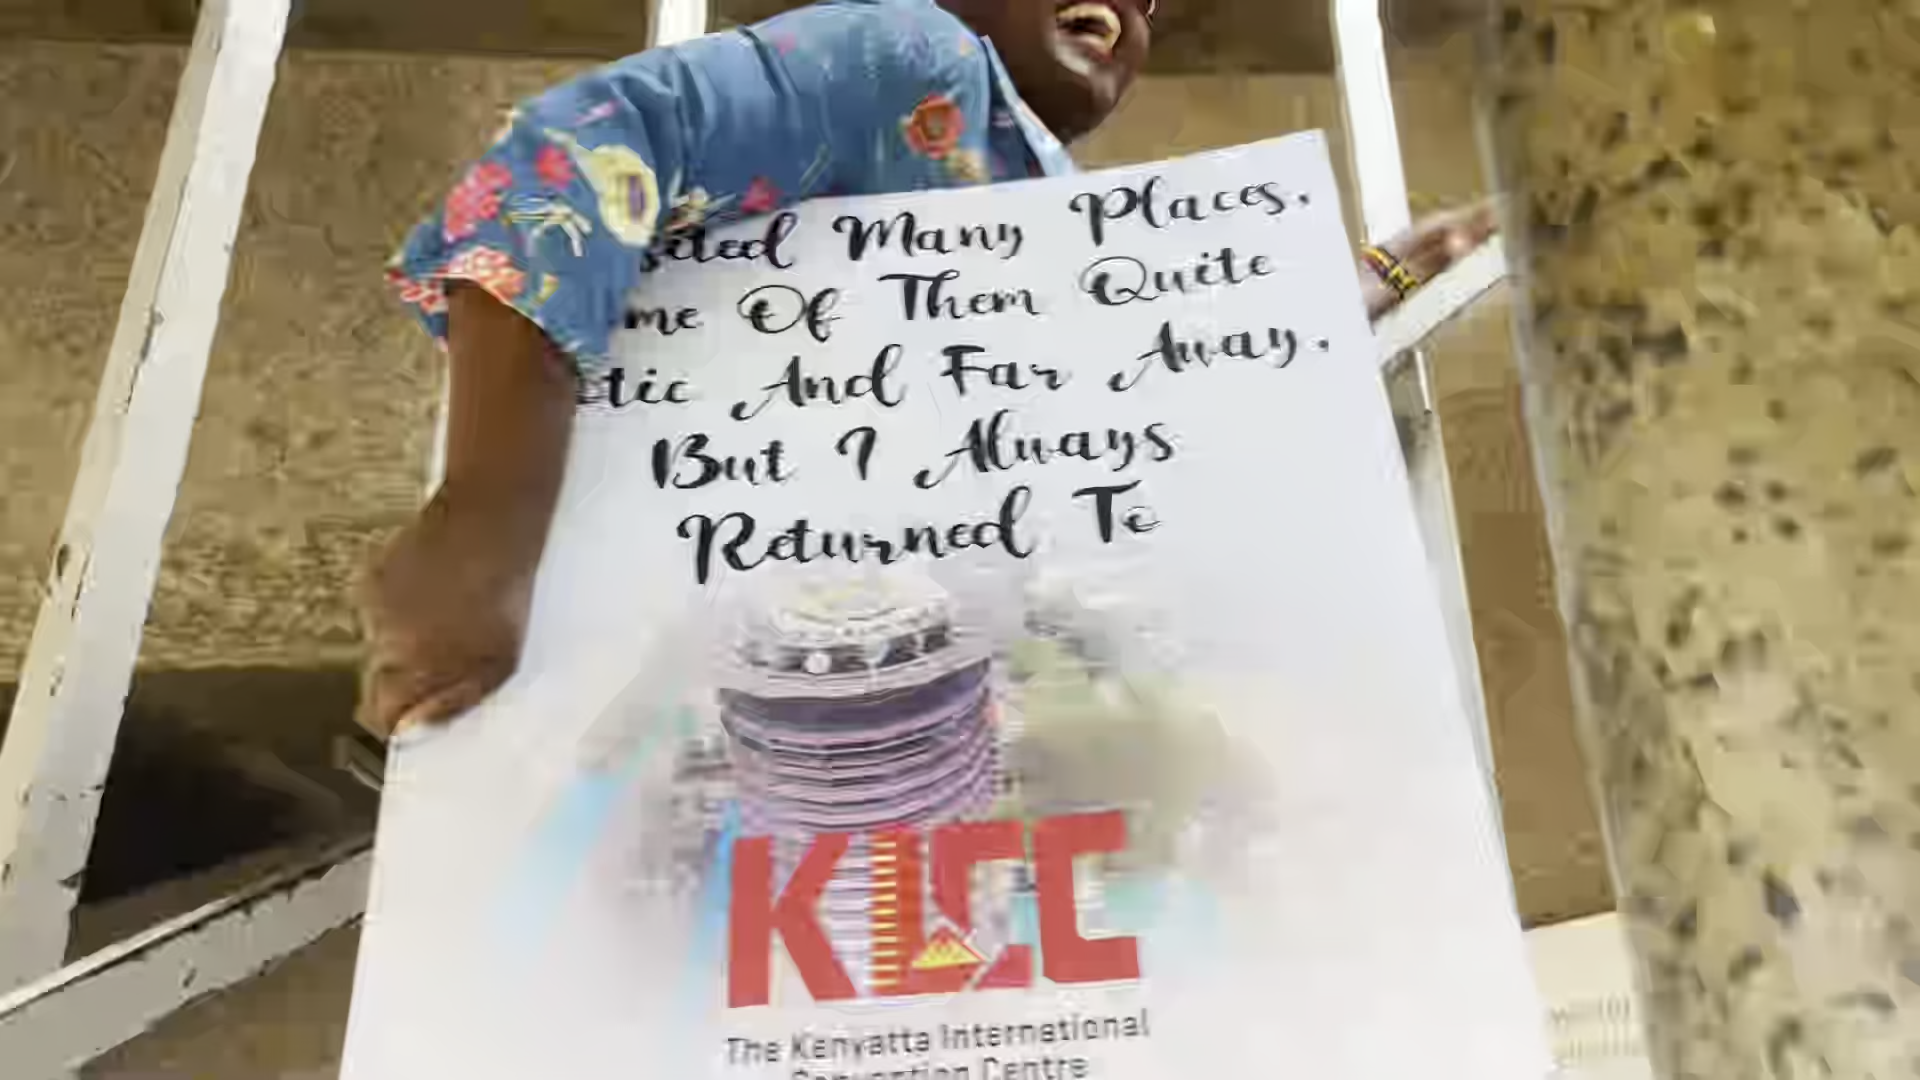 sited Many Places.
me Of Them Quite
tic And Far Away.
But I Always
Returned To
KICC
The Kenyatta International
Convention Centre